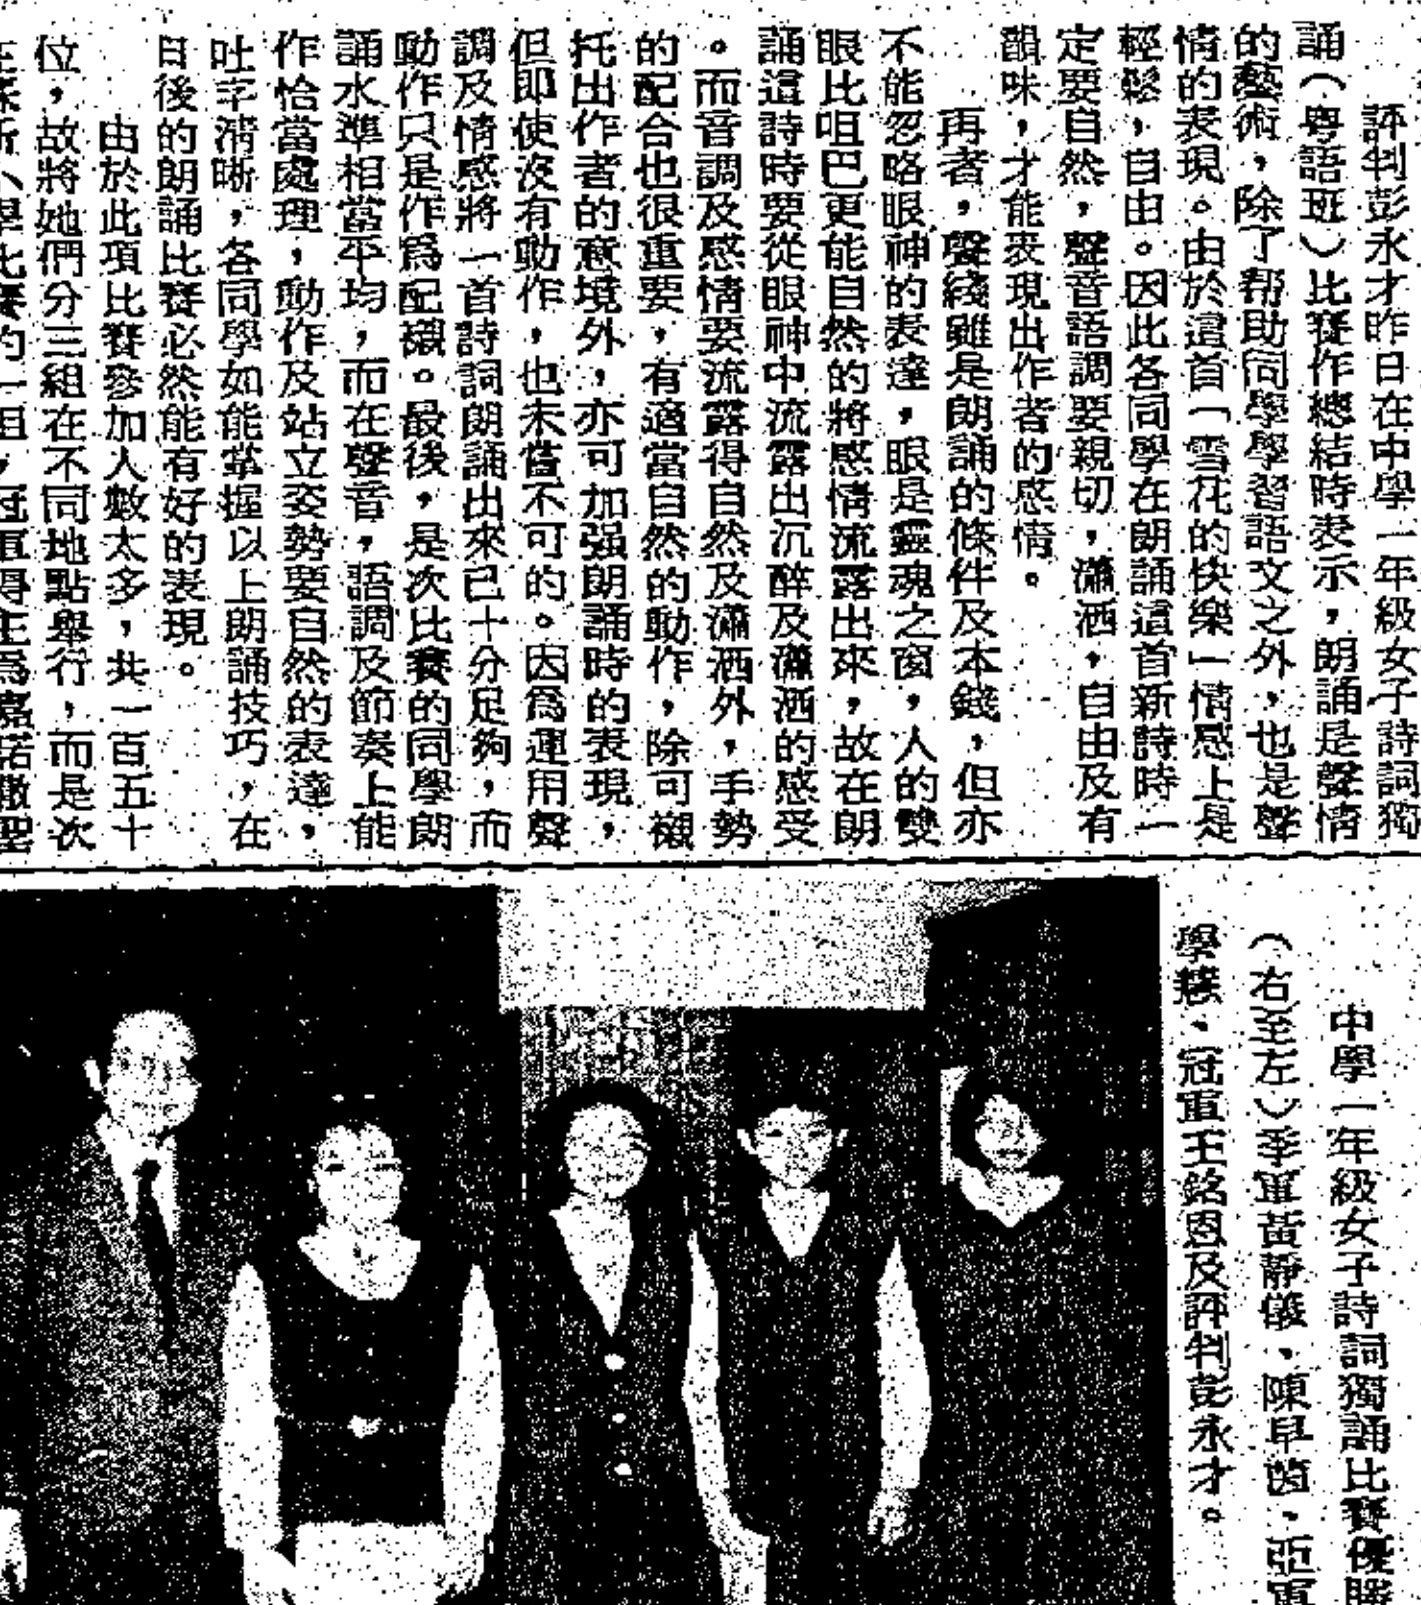 評判彭永才昨日在中學一年級女子詩詞獨
誦（粵語班）比賽作總結時表示，朗誦是聲情
的藝術，除了帮助同學學習語文之外，也是聲
情的表現。由於這首「雪花的快樂」情感上是
輕鬆，自由。因此各同學在朗誦這首新詩時一
定要自然，聲音語調要親切，瀟洒，自由及有
韻味，才能表現出作者的感情。
再者，聲綫雖是朗誦的條件及本錢，但亦
不能忽略眼神的表達，眼是靈魂之窗，人的雙
眼比咀巴更能自然的將感情流露出來，故在朗
誦這詩時要從眼神中流露出沉醉及瀟洒的感受
。而音調及感情要流露得自然及瀟洒外，手勢
的配合也很重要，有適當自然的動作，除可襯
托出作者的意境外，亦可加强朗誦時的表現，
但即使沒有動作，也未嘗不可的。因爲運用聲
調及情感將一首詩詞朗誦出來已十分足夠，而
動作只是作爲配襯。最後，是次比賽的同學朗
誦水準相當平均，而在聲音，語調及節奏上能
作恰當處理，動作及站立姿勢要自然的表達，
吐字清晰，各同學如能掌握以上朗誦技巧，在
日後的朗誦比賽必然能有好的表現。
由於此項比賽參加人數太多，共一百五十
位，故將她們分三組在不同地點舉行，而是次
比賽的一組，冠軍得主爲嘉諾撒聖
中學一年級女子詩詞獨誦比賽優勝
（右至左）季軍黃靜儀、陳早茵、亞軍
學慧、冠軍王銘恩及評判彭永才。